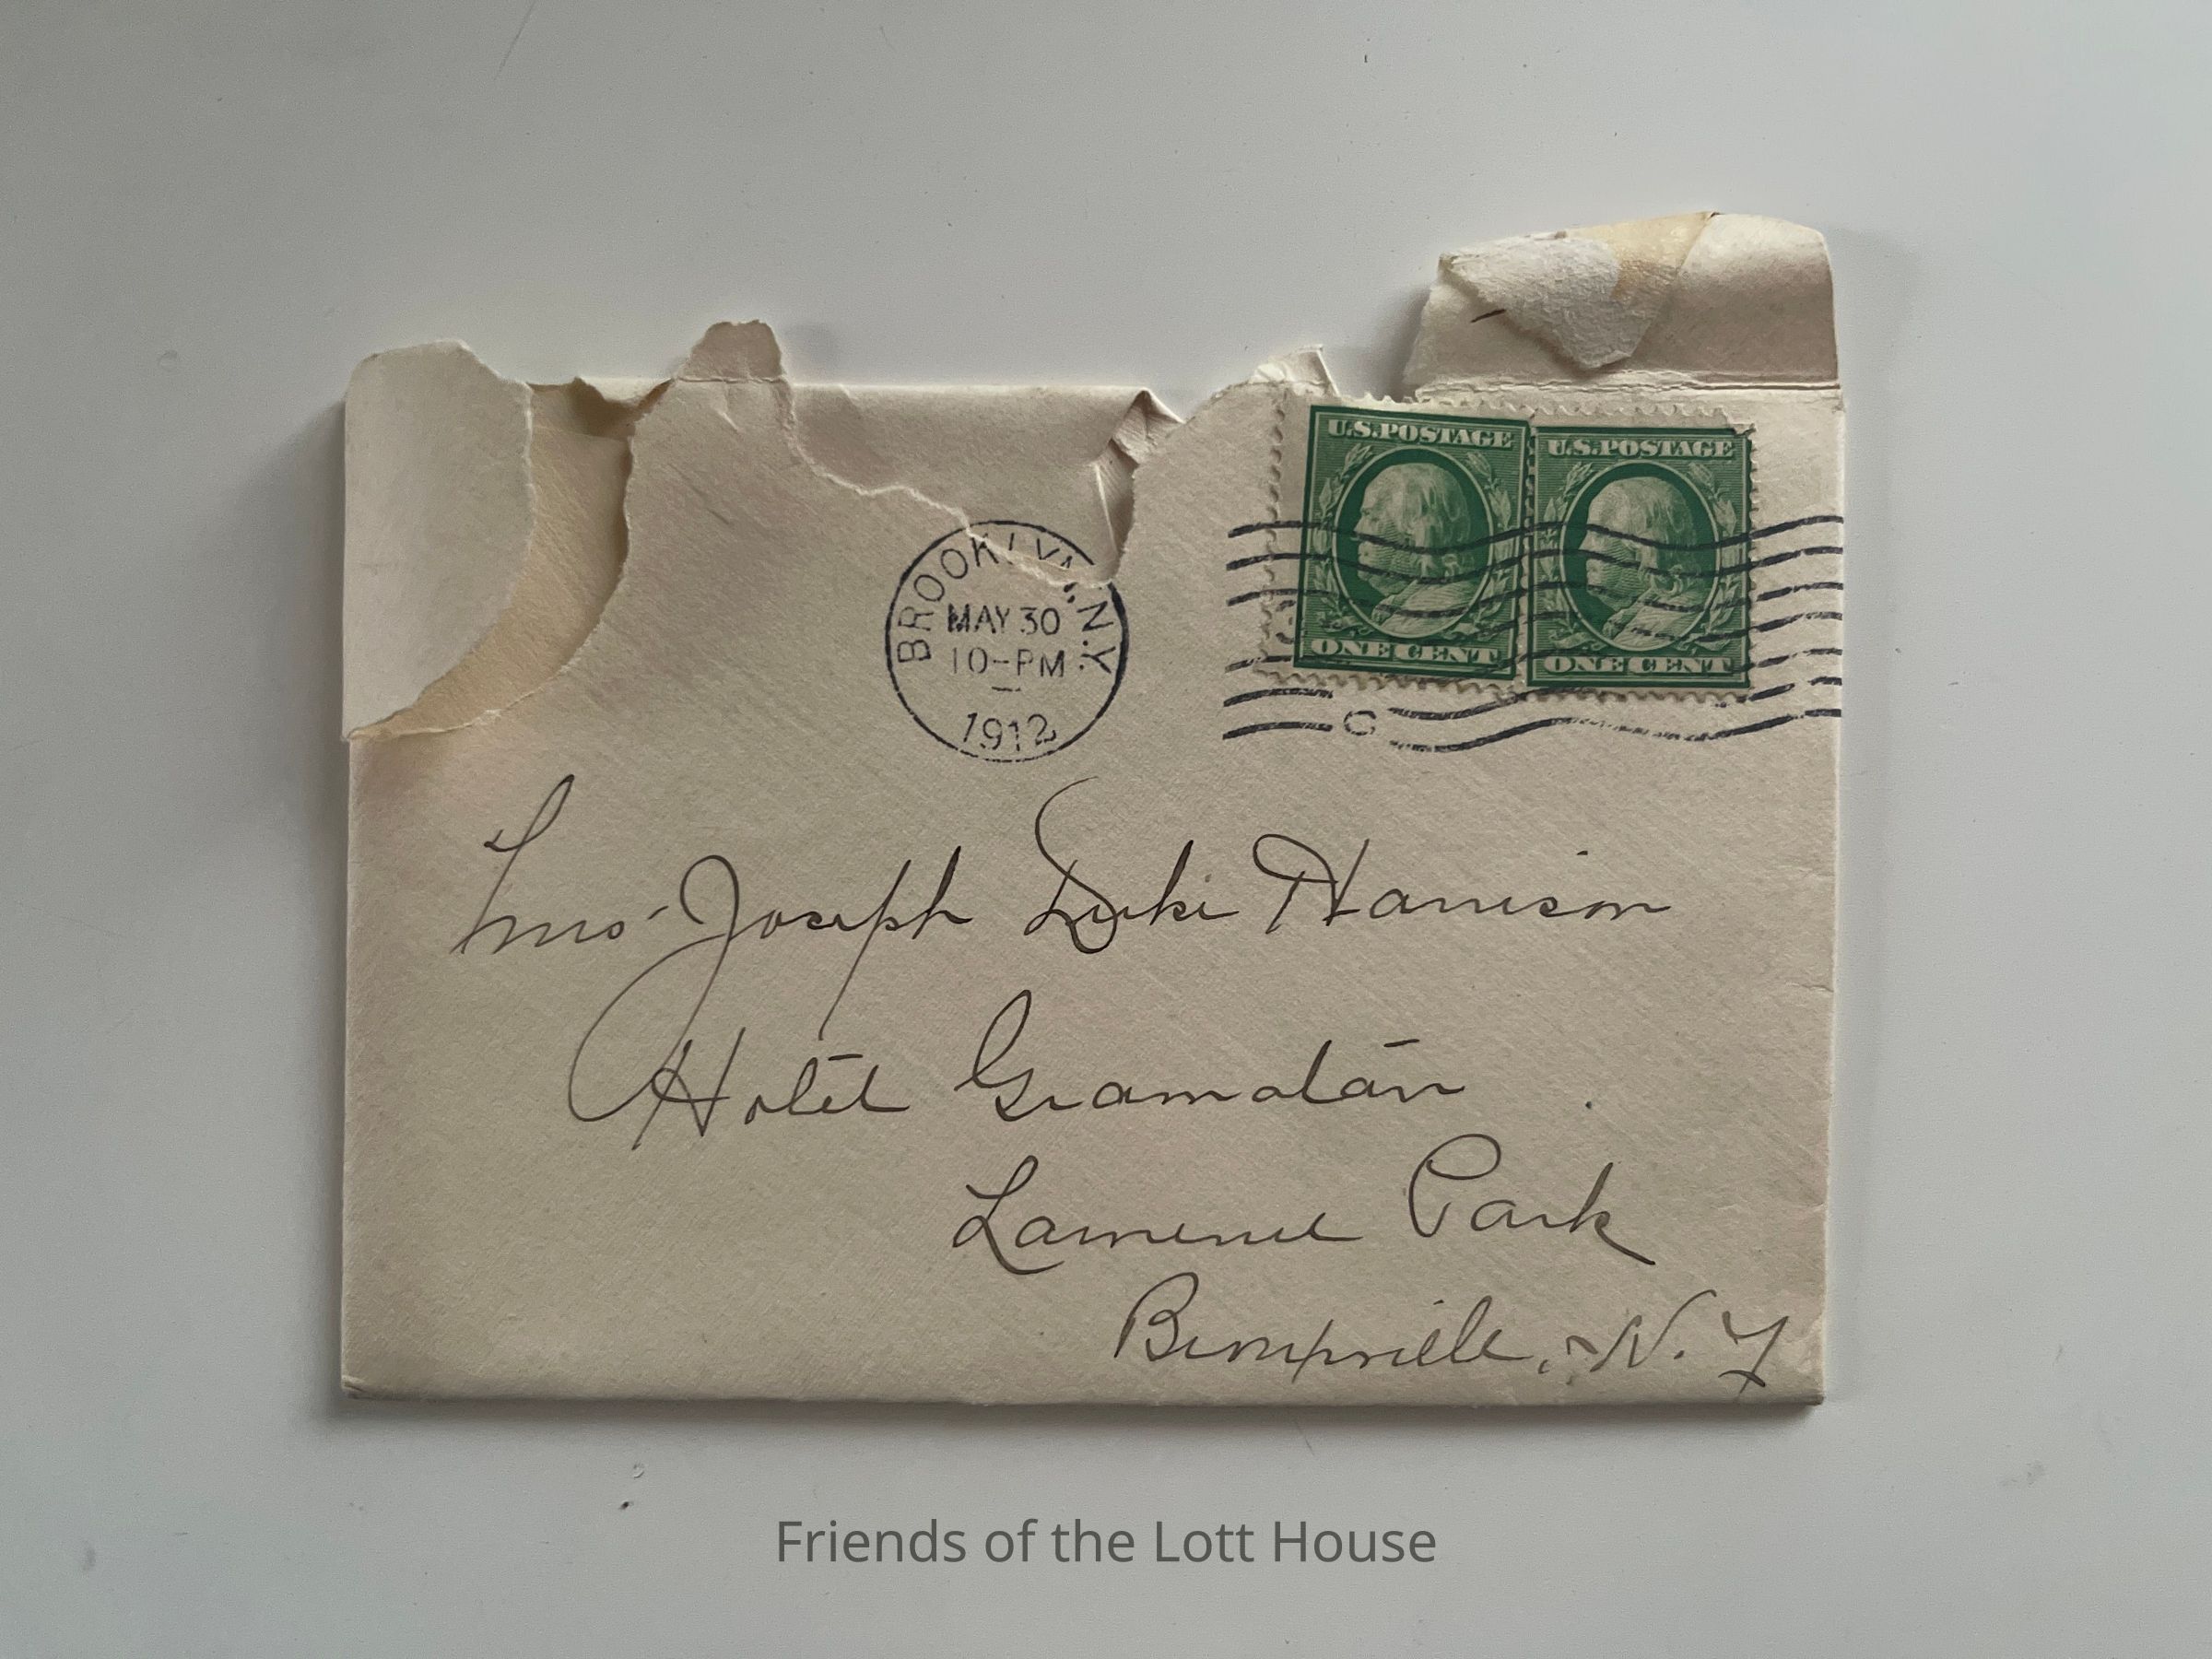 U.S. POSTAGE
U.S. POSTAGE
BROOKLYN N.Y.
MAY 30
10-PM
1912
ONE CENT
ONE CENT
C
Mrs. Joseph Duke Harrison
Hotel Gramatan
Lawrence Park
Bronxville, N.Y.
Friends of the Lott House